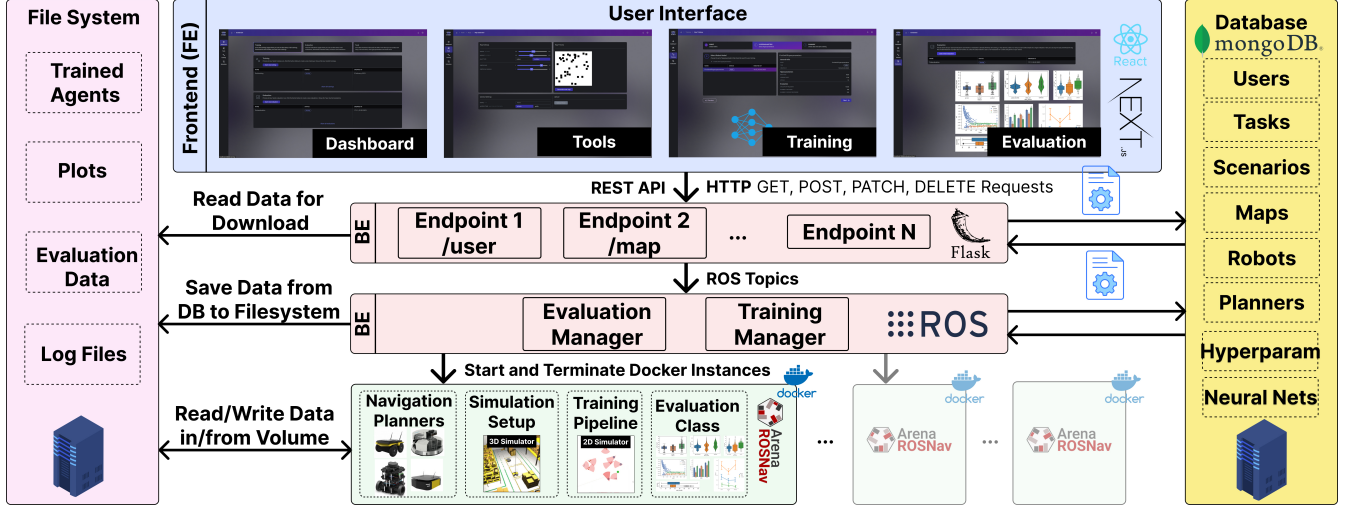 File System
Trained
Agents
Plots
Evaluation
Data
Log Files
Frontend (FE)
User Interface
Dashboard
Tools
Training
Evaluation
React
NEXT
.JS
REST API
HTTP GET, POST, PATCH, DELETE Requests
Read Data for
Download
BE
Endpoint 1
/user
Endpoint 2
/map
...
Endpoint N
Flask
ROS Topics
Save Data from
DB to Filesystem
BE
Evaluation
Manager
Training
Manager
ROS
Start and Terminate Docker Instances
docker
Read/Write Data
in/from Volume
Navigation
Planners
Simulation
Setup
3D Simulator
Training
Pipeline
2D Simulator
Evaluation
Class
Arena
ROSNav
...
docker
Arena
ROSNav
...
docker
Arena
ROSNav
Database
mongoDB®
Users
Tasks
Scenarios
Maps
Robots
Planners
Hyperparam
Neural Nets